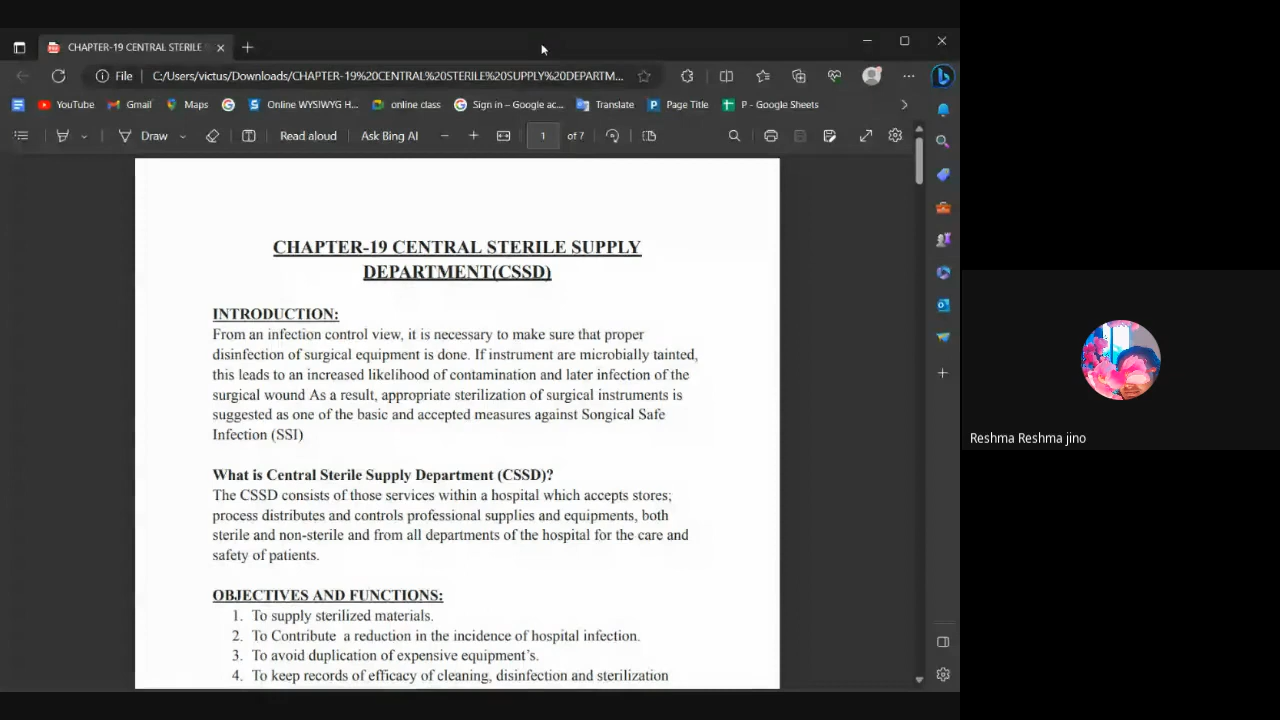 CHAPTER-19 CENTRAL STERILE
File
C:/Users/victus/Downloads/CHAPTER-19%20CENTRAL%20STERILE%20SUPPLY%20DEPARTM...
YouTube
Gmail
Maps
Online WYSIWYG H...
online class
Sign in – Google ac...
Translate
Page Title
P - Google Sheets
Draw
Read aloud
Ask Bing AI
1
of 7
CHAPTER-19 CENTRAL STERILE SUPPLY
DEPARTMENT(CSSD)
INTRODUCTION:
From an infection control view, it is necessary to make sure that proper
disinfection of surgical equipment is done. If instrument are microbially tainted,
this leads to an increased likelihood of contamination and later infection of the
surgical wound As a result, appropriate sterilization of surgical instruments is
suggested as one of the basic and accepted measures against Songical Safe
Infection (SSI)
What is Central Sterile Supply Department (CSSD)?
The CSSD consists of those services within a hospital which accepts stores;
process distributes and controls professional supplies and equipments, both
sterile and non-sterile and from all departments of the hospital for the care and
safety of patients.
OBJECTIVES AND FUNCTIONS:
1. To supply sterilized materials.
2. To Contribute a reduction in the incidence of hospital infection.
3. To avoid duplication of expensive equipment's.
4. To keep records of efficacy of cleaning, disinfection and sterilization
Reshma Reshma jino